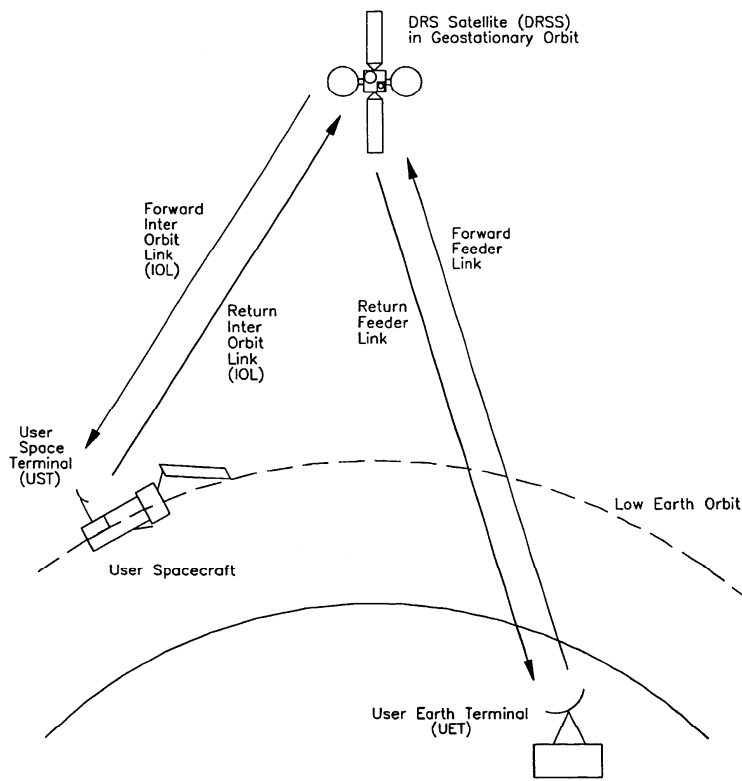 DRS Satellite (DRSS)
in Geostationary Orbit
Forward
Inter
Orbit
Link
(IOL)
Forward
Feeder
Link
Return
Inter
Orbit
Link
(IOL)
Return
Feeder
Link
User
Space
Terminal
(UST)
Low Earth Orbit
User Spacecraft
User Earth Terminal
(UET)